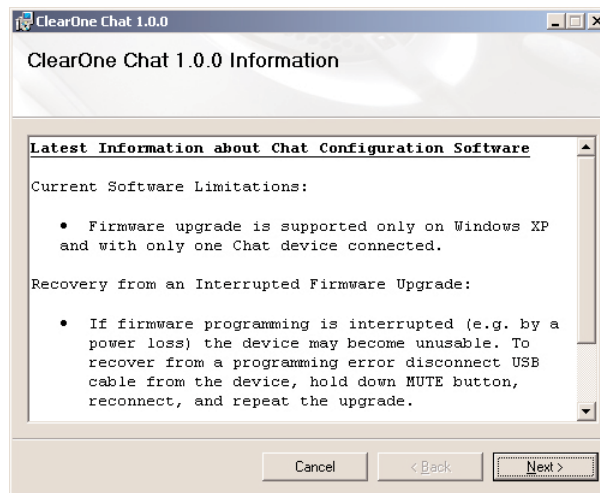 ClearOne Chat 1.0.0
ClearOne Chat 1.0.0 Information
Latest Information about Chat Configuration Software
Current Software Limitations:
• Firmware upgrade is supported only on Windows XP
and with only one Chat device connected.
Recovery from an Interrupted Firmware Upgrade:
• If firmware programming is interrupted (e.g. by a
power loss) the device may become unusable. To
recover from a programming error disconnect USB
cable from the device, hold down MUTE button,
reconnect, and repeat the upgrade.
Cancel < Back Next >